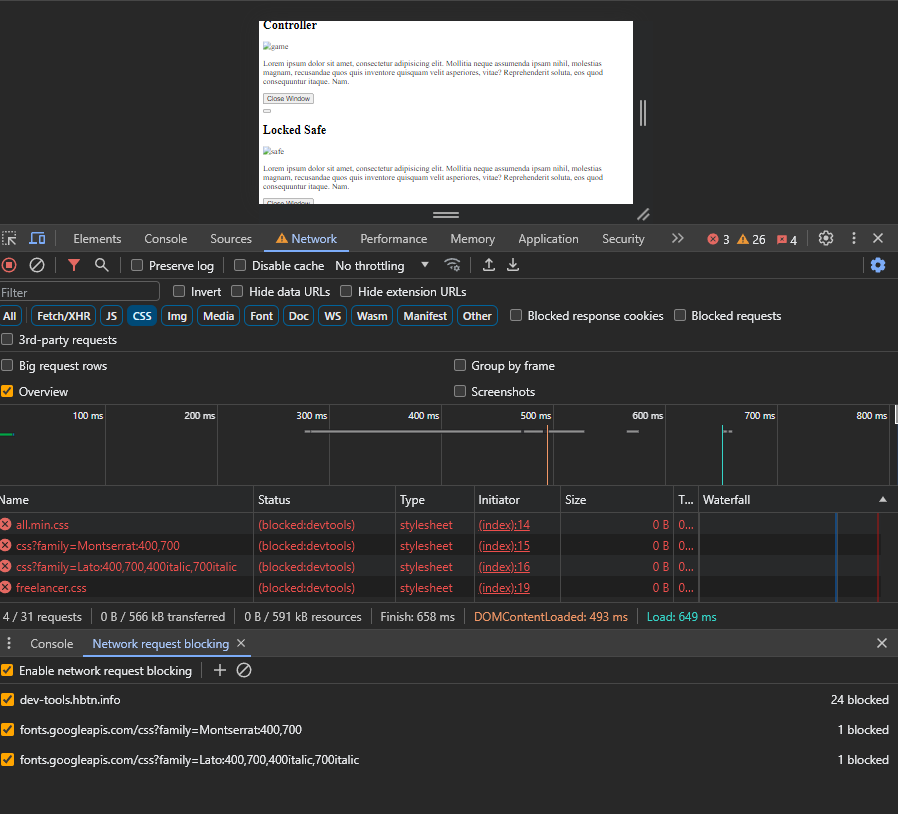 Controller
game
Lorem ipsum dolor sit amet, consectetur adipisicing elit. Mollitia neque assumenda ipsam nihil, molestias
magnam, recusandae quos quis inventore quisquam velit asperiores, vitae? Reprehenderit soluta, eos quod
consequuntur itaque. Nam.
Close Window
Locked Safe
safe
Lorem ipsum dolor sit amet, consectetur adipisicing elit. Mollitia neque assumenda ipsam nihil, molestias
magnam, recusandae quos quis inventore quisquam velit asperiores, vitae? Reprehenderit soluta, eos quod
consequuntur itaque. Nam.
Close Window
Elements Console Sources Network Performance Memory Application Security 3 26 4
Preserve log Disable cache No throttling
Filter Invert Hide data URLs Hide extension URLs
All Fetch/XHR JS CSS Img Media Font Doc WS Wasm Manifest Other Blocked response cookies Blocked requests
3rd-party requests
Big request rows Group by frame
Overview Screenshots
100 ms 200 ms 300 ms 400 ms 500 ms 600 ms 700 ms 800 ms
Name Status Type Initiator Size T... Waterfall
all.min.css (blocked:devtools) stylesheet (index):14 0 B 0...
css?family=Montserrat:400,700 (blocked:devtools) stylesheet (index):15 0 B 0...
css?family=Lato:400,700,400italic,700italic (blocked:devtools) stylesheet (index):16 0 B 0...
freelancer.css (blocked:devtools) stylesheet (index):19 0 B 0...
4 / 31 requests 0 B / 566 kB transferred 0 B / 591 kB resources Finish: 658 ms DOMContentLoaded: 493 ms Load: 649 ms
Console Network request blocking
Enable network request blocking
dev-tools.hbtn.info 24 blocked
fonts.googleapis.com/css?family=Montserrat:400,700 1 blocked
fonts.googleapis.com/css?family=Lato:400,700,400italic,700italic 1 blocked